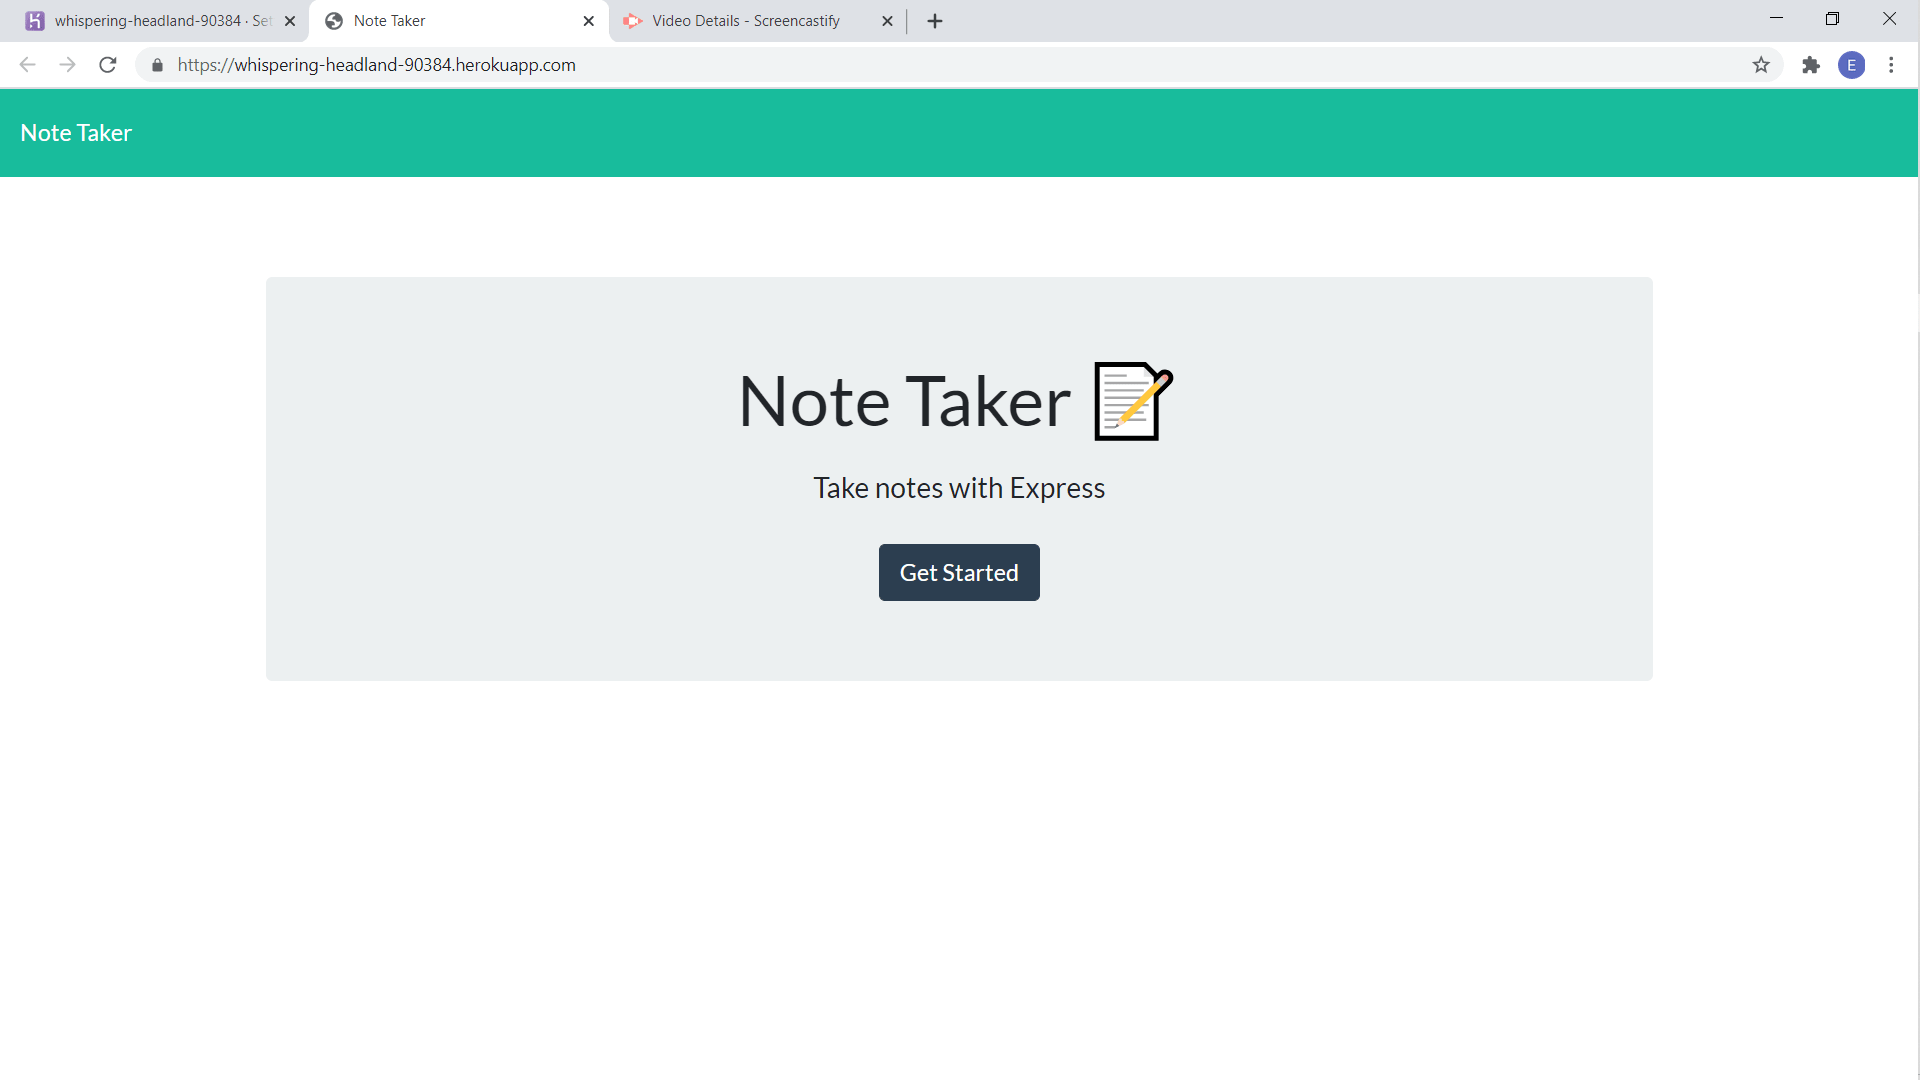 whispering-headland-90384 · Set
Note Taker
Video Details - Screencastify
https://whispering-headland-90384.herokuapp.com
E
Note Taker
Note Taker
Take notes with Express
Get Started